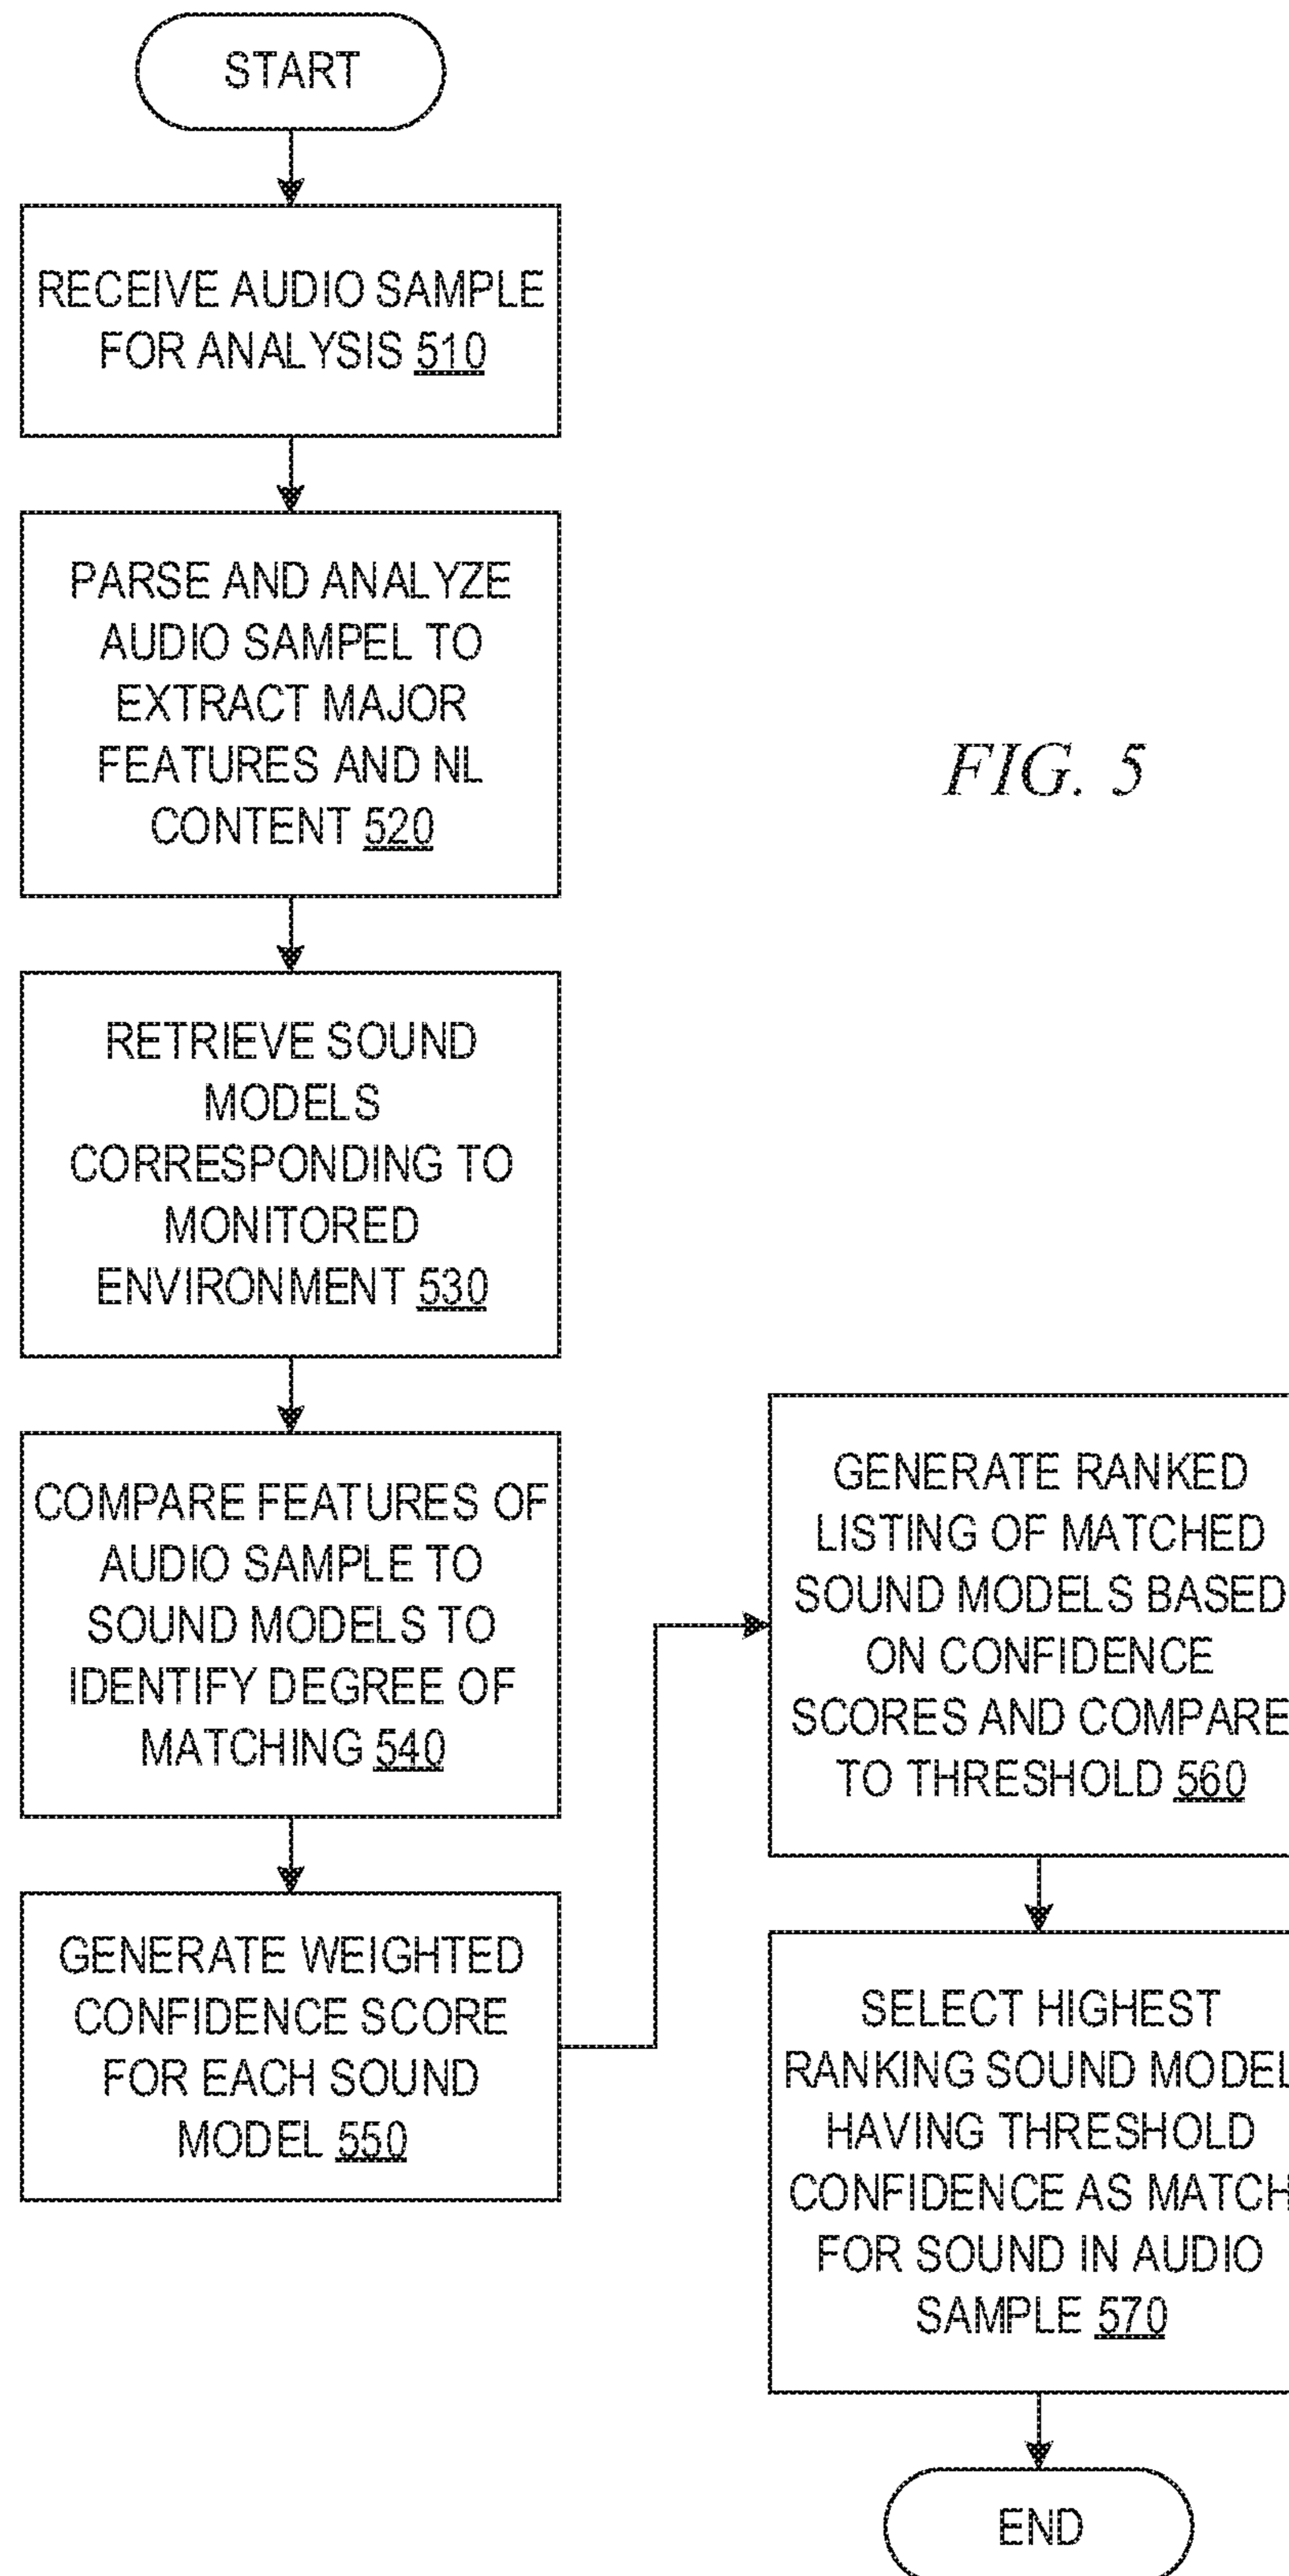 START
RECEIVE AUDIO SAMPLE
FOR ANALYSIS 510
PARSE AND ANALYZE
AUDIO SAMPEL TO
EXTRACT MAJOR
FEATURES AND NL
CONTENT 520
RETRIEVE SOUND
MODELS
CORRESPONDING TO
MONITORED
ENVIRONMENT 530
COMPARE FEATURES OF
AUDIO SAMPLE TO
SOUND MODELS TO
IDENTIFY DEGREE OF
MATCHING 540
GENERATE WEIGHTED
CONFIDENCE SCORE
FOR EACH SOUND
MODEL 550
GENERATE RANKED
LISTING OF MATCHED
SOUND MODELS BASED
ON CONFIDENCE
SCORES AND COMPARE
TO THRESHOLD 560
SELECT HIGHEST
RANKING SOUND MODEL
HAVING THRESHOLD
CONFIDENCE AS MATCH
FOR SOUND IN AUDIO
SAMPLE 570
END
FIG. 5